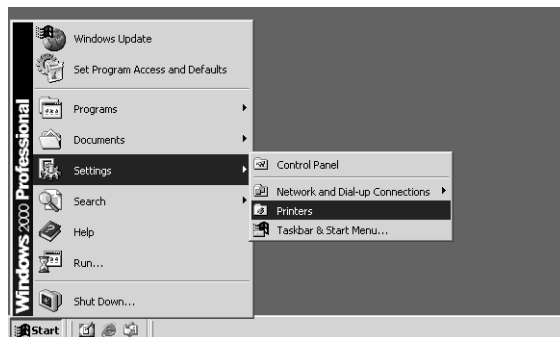 Windows 2000 Professional
Windows Update
Set Program Access and Defaults
Programs
Documents
Settings
Search
Help
Run...
Shut Down...
Control Panel
Network and Dial-up Connections
Printers
Taskbar & Start Menu...
Start